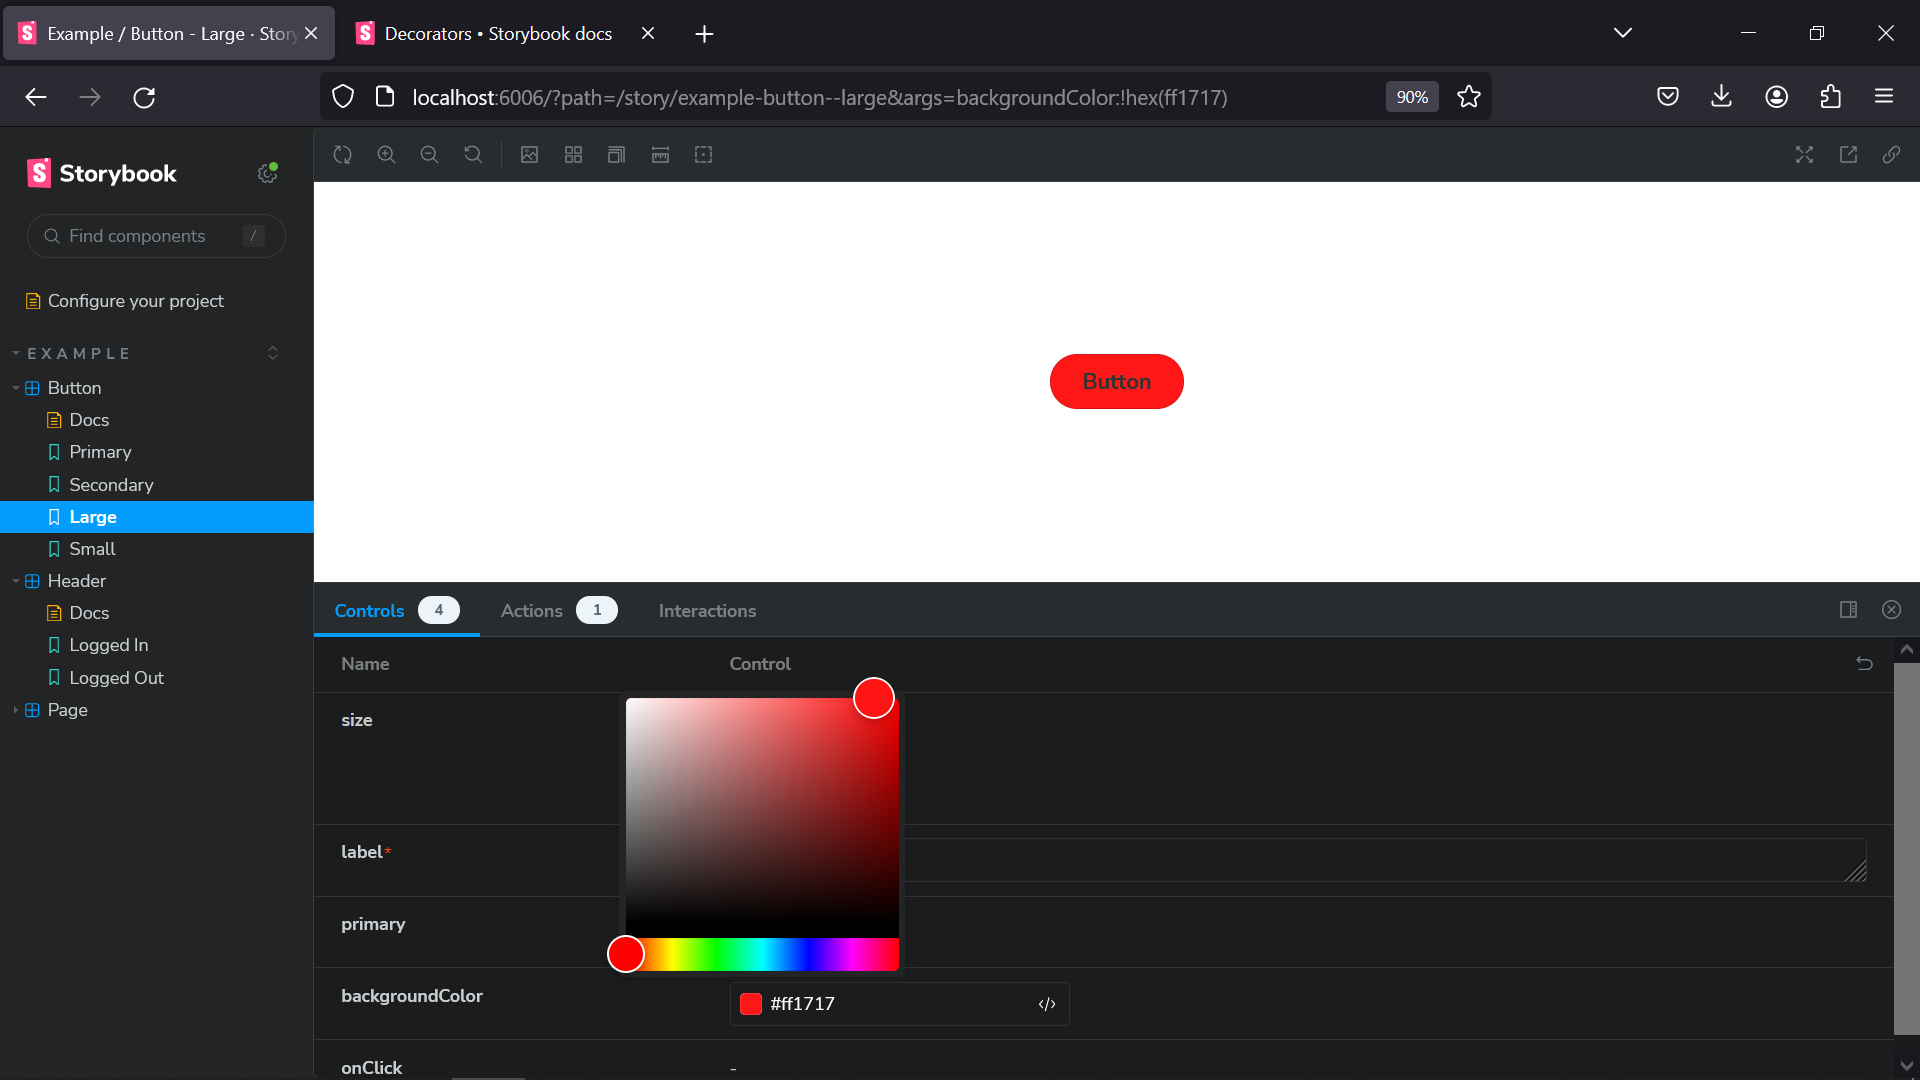 Example / Button - Large · Story
Decorators • Storybook docs
localhost:6006/?path=/story/example-button--large&args=backgroundColor:!hex(ff1717)
90%
Storybook
Find components
/
Configure your project
EXAMPLE
Button
Docs
Primary
Secondary
Large
Small
Header
Docs
Logged In
Logged Out
Page
Button
Controls 4
Actions 1
Interactions
Name
Control
size
label*
primary
backgroundColor
#ff1717
onClick
-